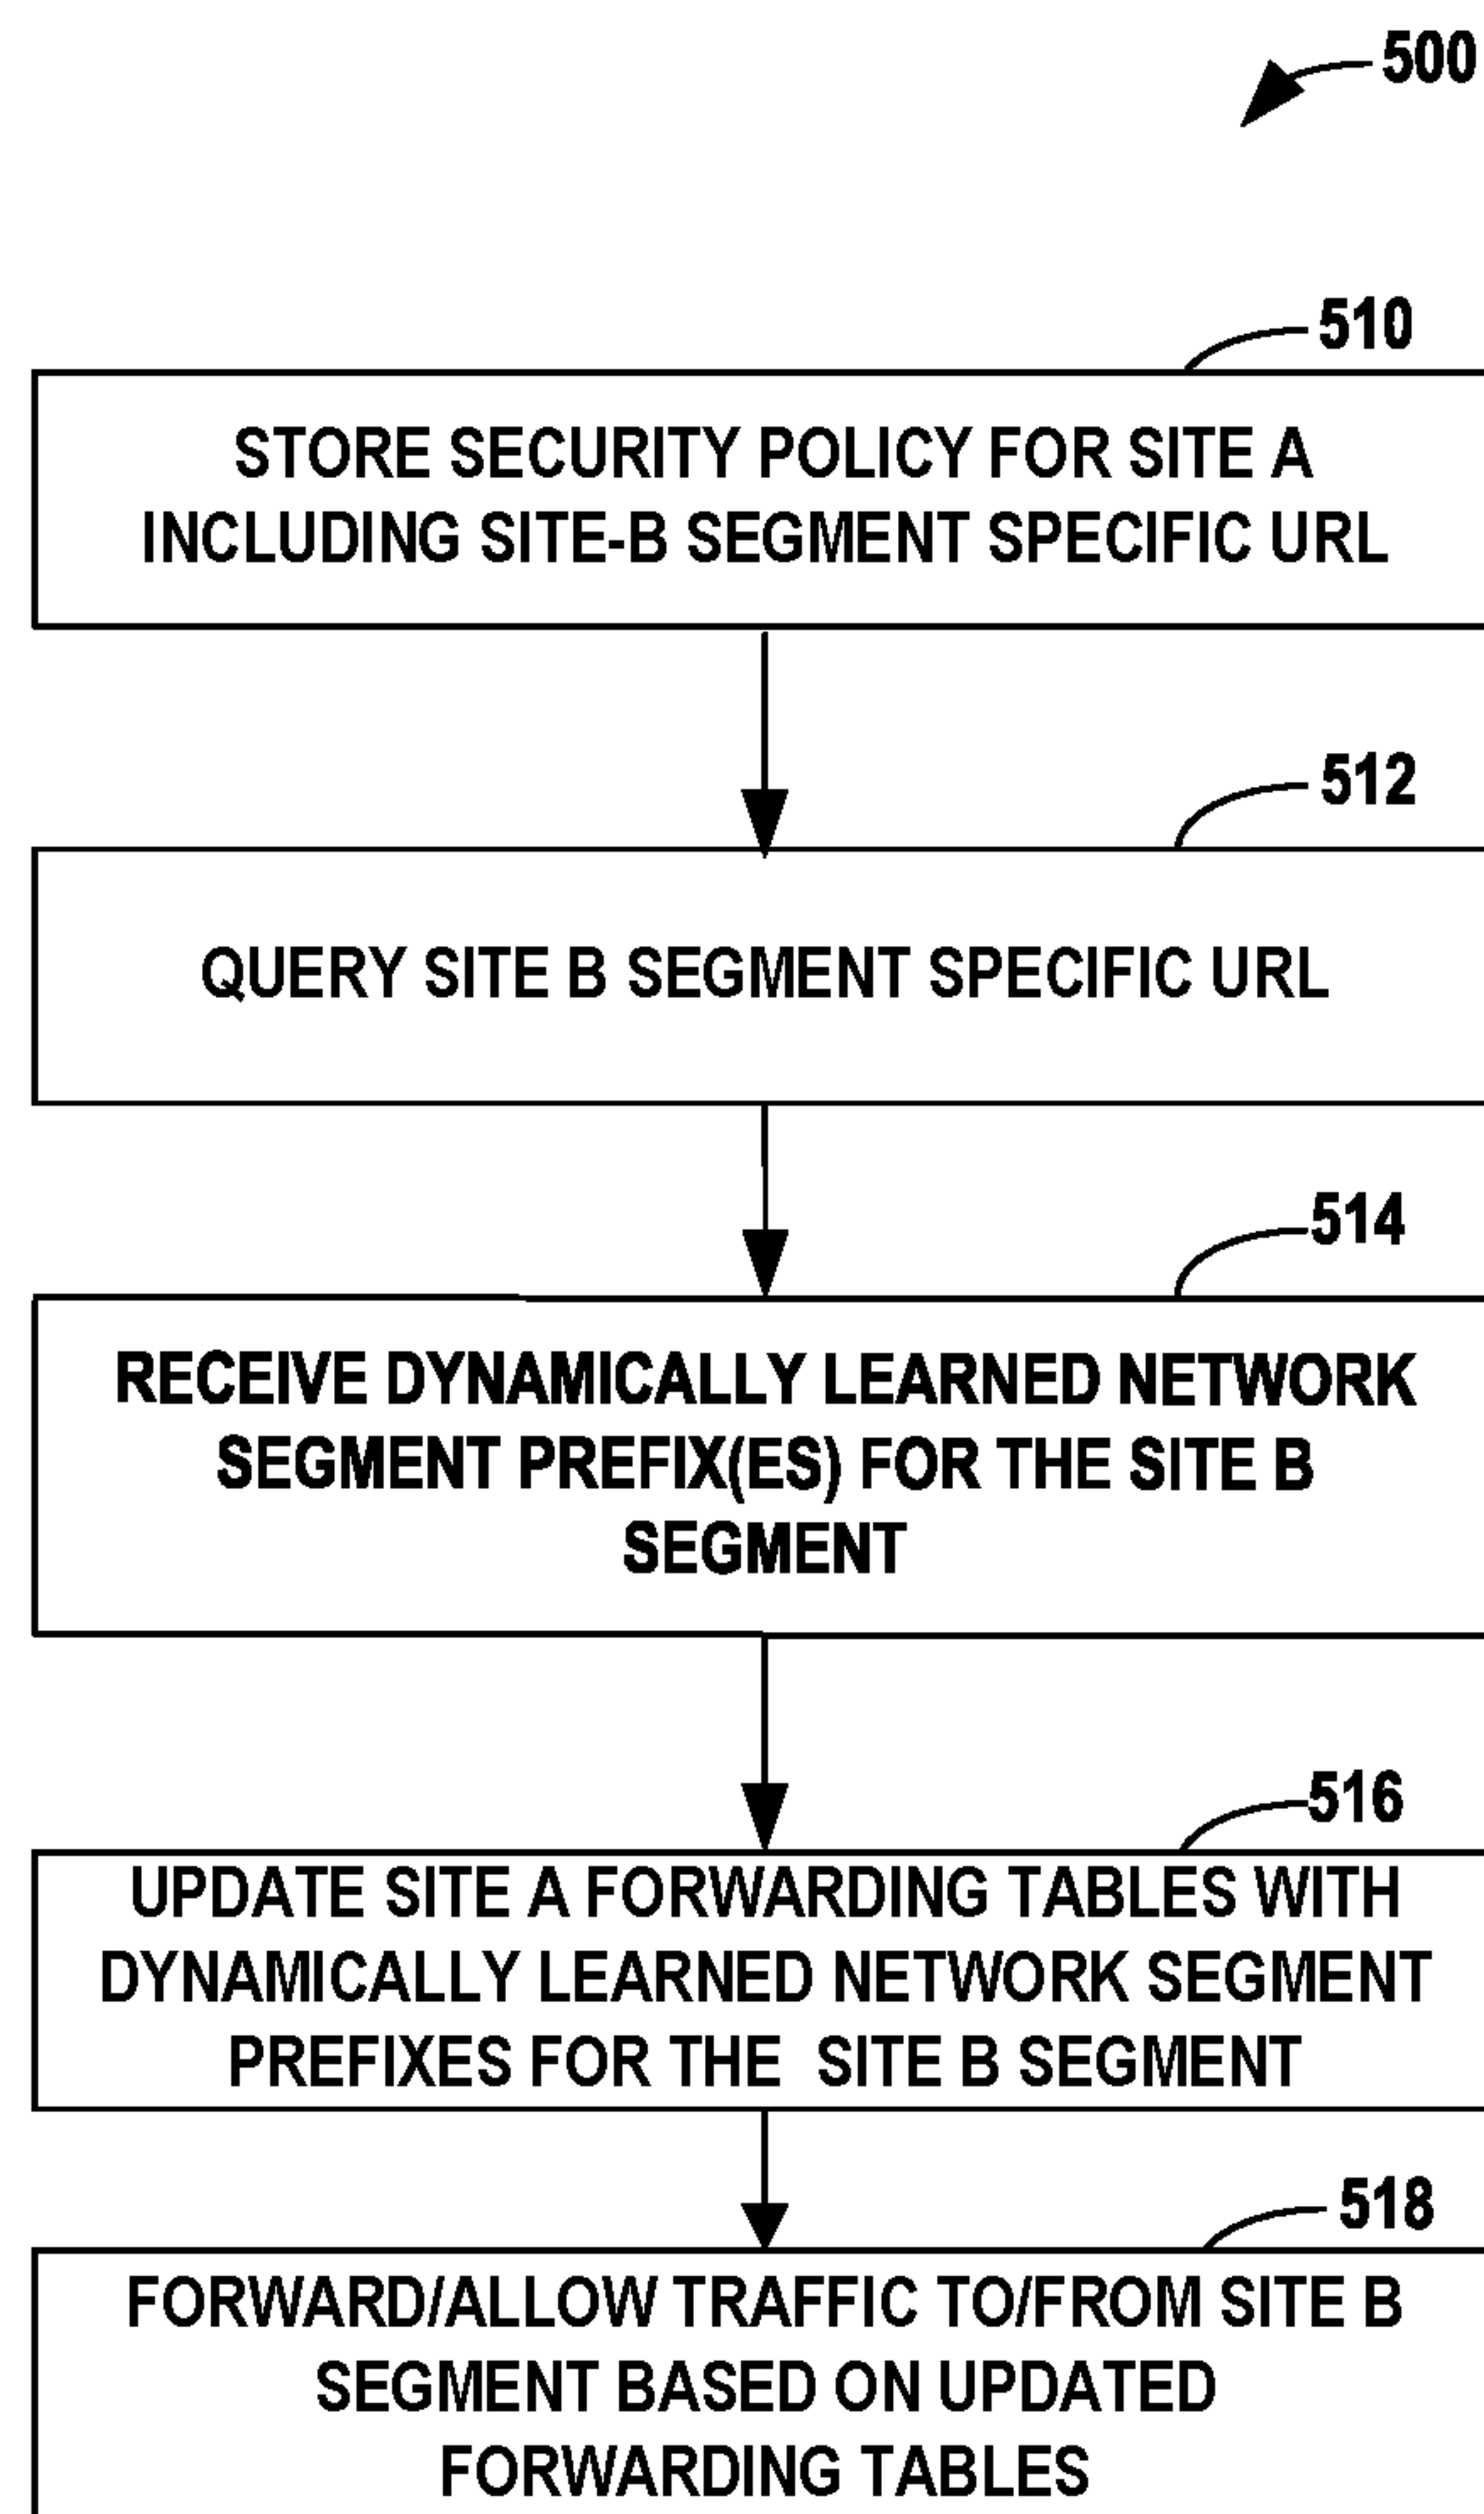 500
510
STORE SECURITY POLICY FOR SITE A
INCLUDING SITE-B SEGMENT SPECIFIC URL
512
QUERY SITE B SEGMENT SPECIFIC URL
514
RECEIVE DYNAMICALLY LEARNED NETWORK
SEGMENT PREFIX(ES) FOR THE SITE B
SEGMENT
516
UPDATE SITE A FORWARDING TABLES WITH
DYNAMICALLY LEARNED NETWORK SEGMENT
PREFIXES FOR THE SITE B SEGMENT
518
FORWARD/ALLOW TRAFFIC TO/FROM SITE B
SEGMENT BASED ON UPDATED
FORWARDING TABLES